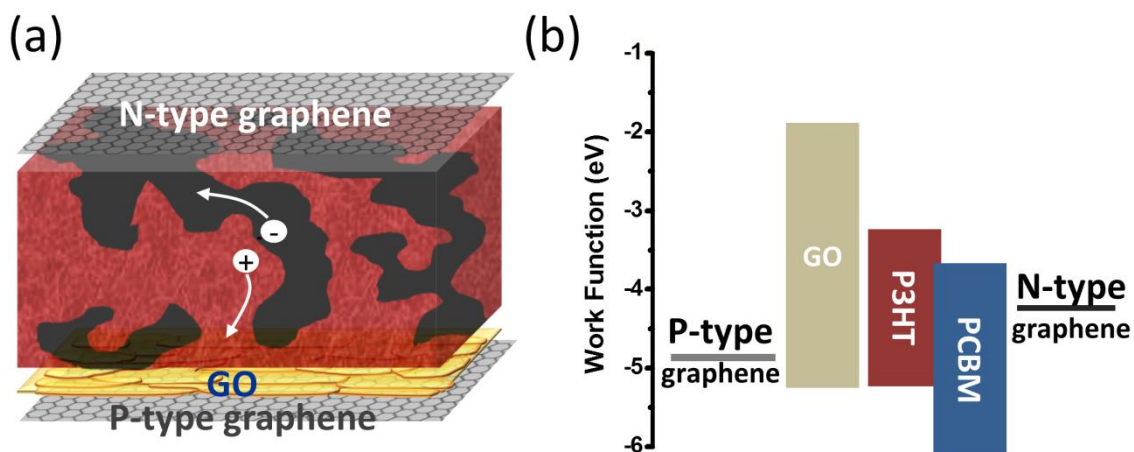 (a)
N-type graphene
-
+
GO
P-type graphene
(b)
Work Function (eV)
-1
-2
-3
-4
-5
-6
P-type
graphene
GO
P3HT
PCBM
N-type
graphene